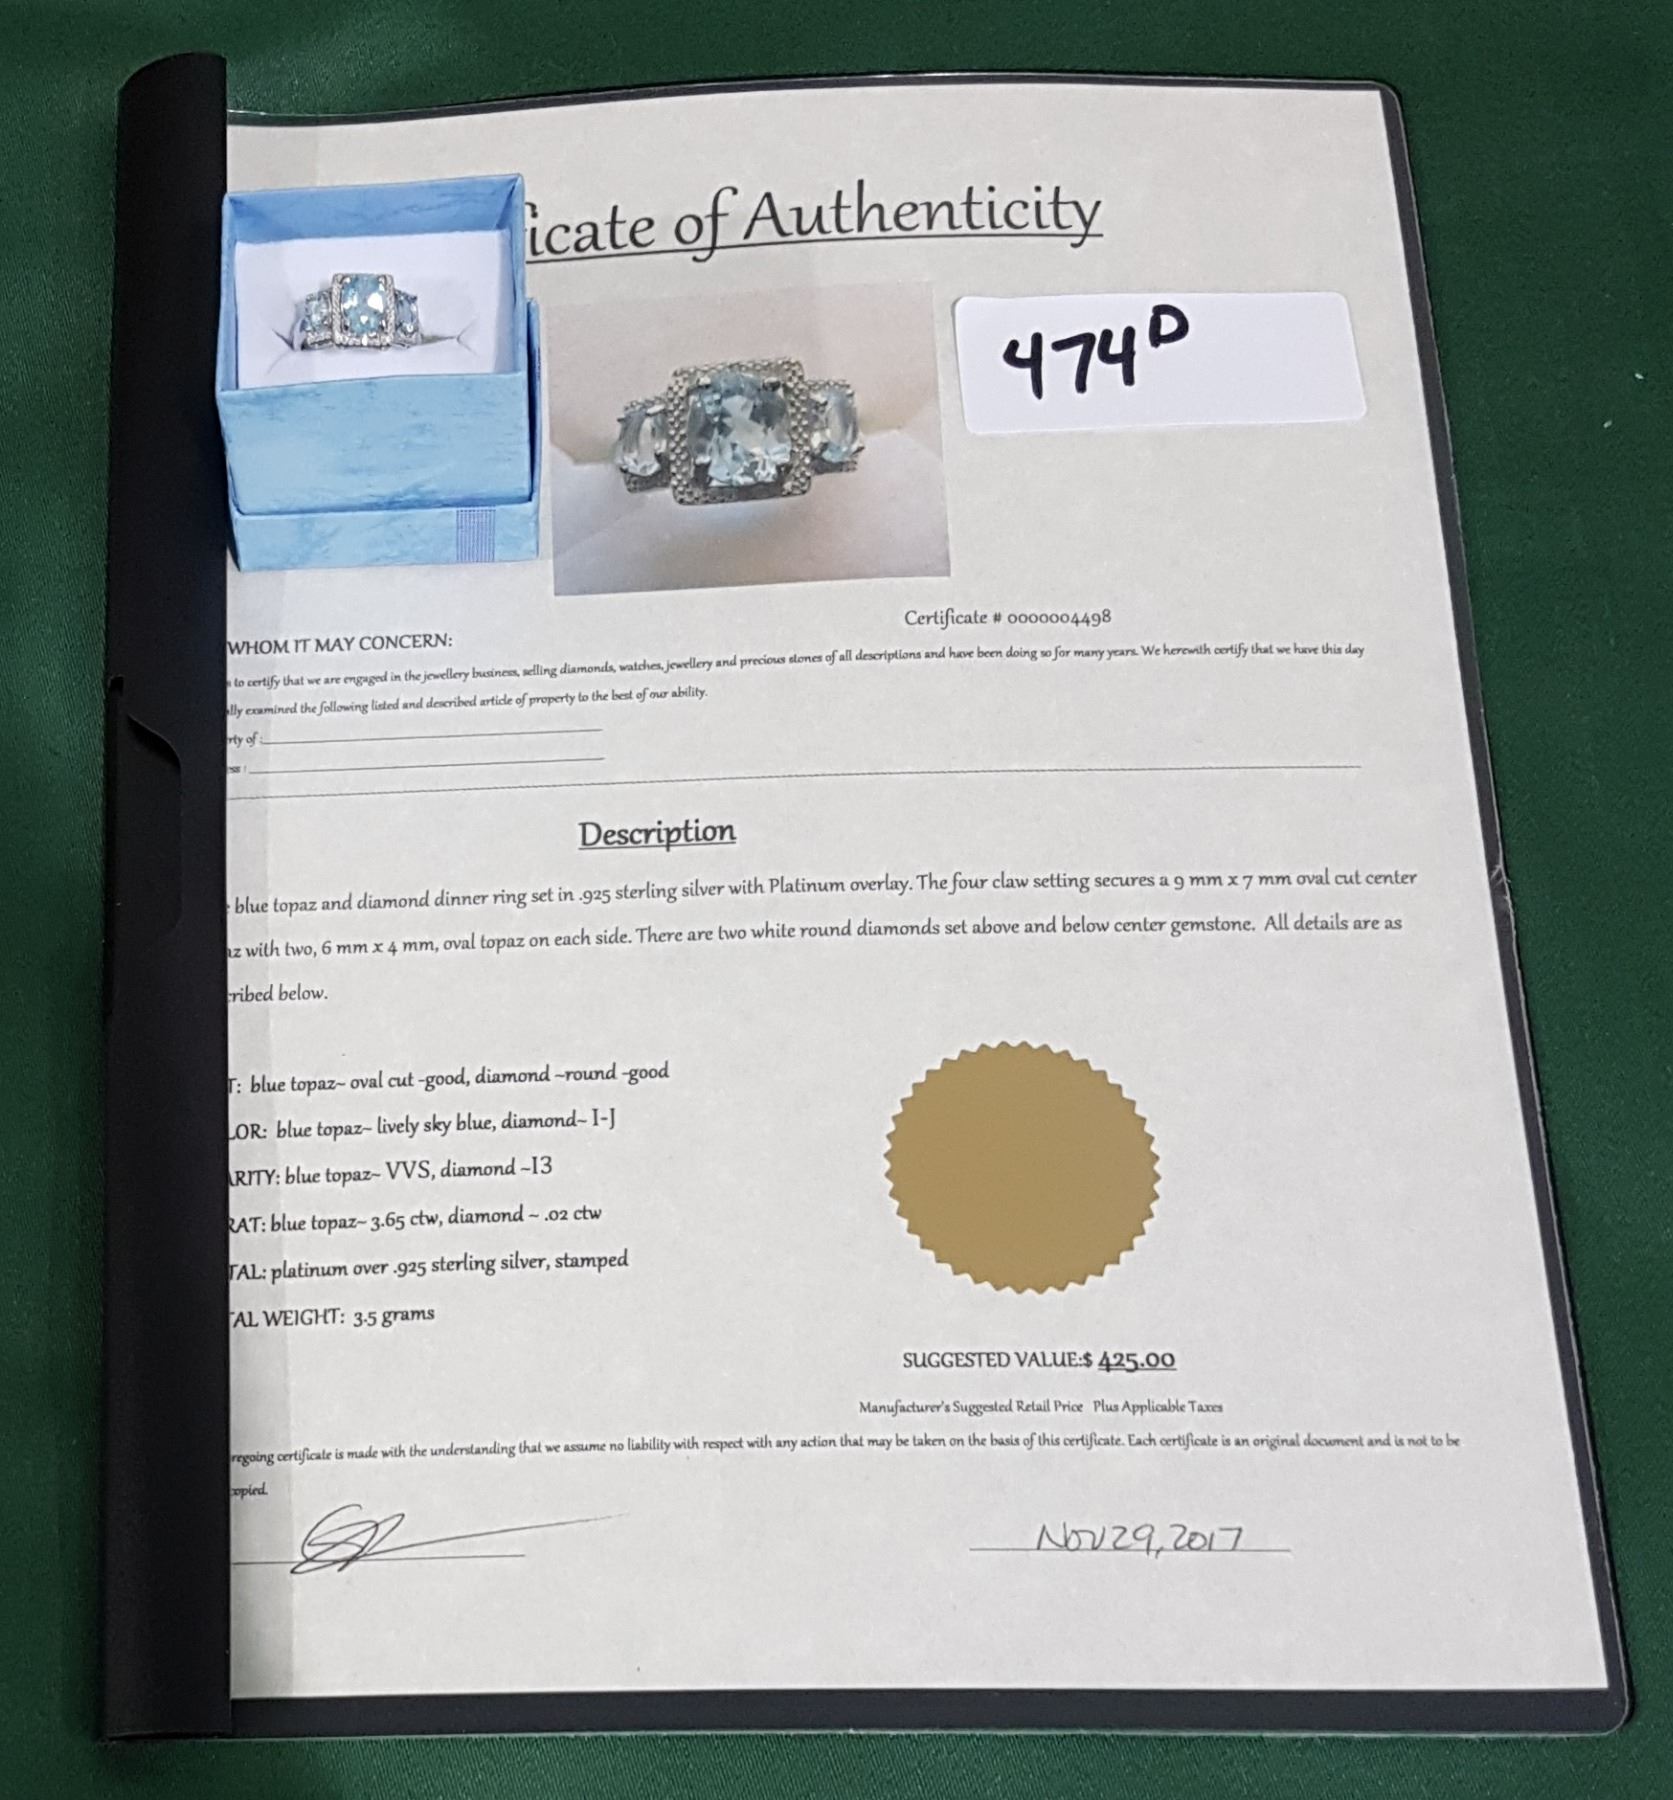 icate of Authenticity
474D
Certificate # 0000004498
WHOM IT MAY CONCERN:
s to certify that we are engaged in the jewellery business, selling diamonds, watches, jewellery and precious stones of all descriptions and have been doing so for many years. We herewith certify that we have this day
lly examined the following listed and described article of property to the best of our ability.
rty of :
ess :
Description
blue topaz and diamond dinner ring set in .925 sterling silver with Platinum overlay. The four claw setting secures a 9 mm x 7 mm oval cut center
az with two, 6 mm x 4 mm, oval topaz on each side. There are two white round diamonds set above and below center gemstone. All details are as
cribed below.
T: blue topaz~ oval cut -good, diamond ~round -good
LOR: blue topaz~ lively sky blue, diamond~ I-J
ARITY: blue topaz~ VVS, diamond ~I3
RAT: blue topaz~ 3.65 ctw, diamond ~ .02 ctw
TAL: platinum over .925 sterling silver, stamped
TAL WEIGHT: 3.5 grams
SUGGESTED VALUE:$ 425.00
Manufacturer's Suggested Retail Price Plus Applicable Taxes
regoing certificate is made with the understanding that we assume no liability with respect with any action that may be taken on the basis of this certificate. Each certificate is an original document and is not to be
opied.
Nov 29, 2017